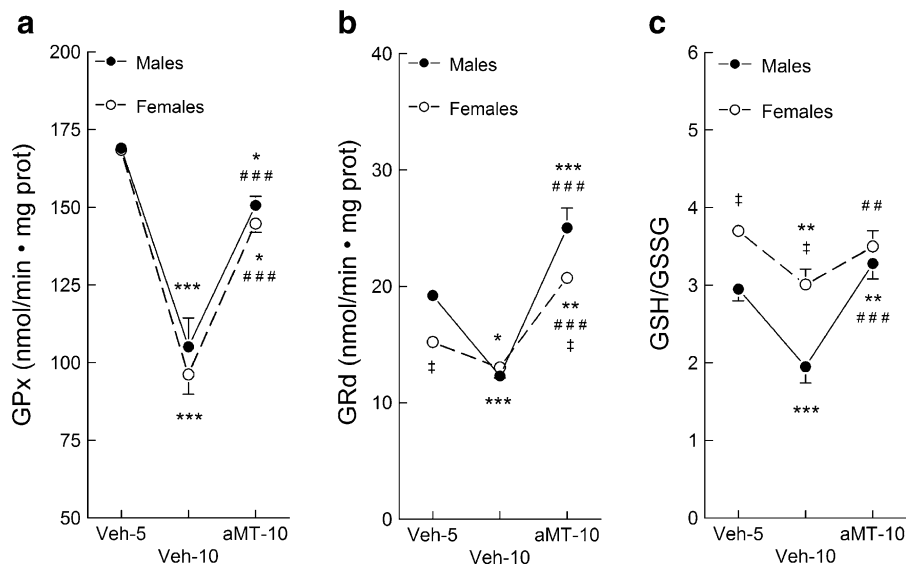 a
GPx (nmol/min • mg prot)
200
175
150
125
100
75
50
Males
Females
*
###
*
###
***
***
Veh-5
Veh-10
aMT-10
b
GRd (nmol/min • mg prot)
40
30
20
10
0
Males
Females
***
###
*
**
###
‡
‡
***
Veh-5
Veh-10
aMT-10
c
GSH/GSSG
6
5
4
3
2
1
0
Males
Females
‡
**
‡
##
**
###
***
Veh-5
Veh-10
aMT-10